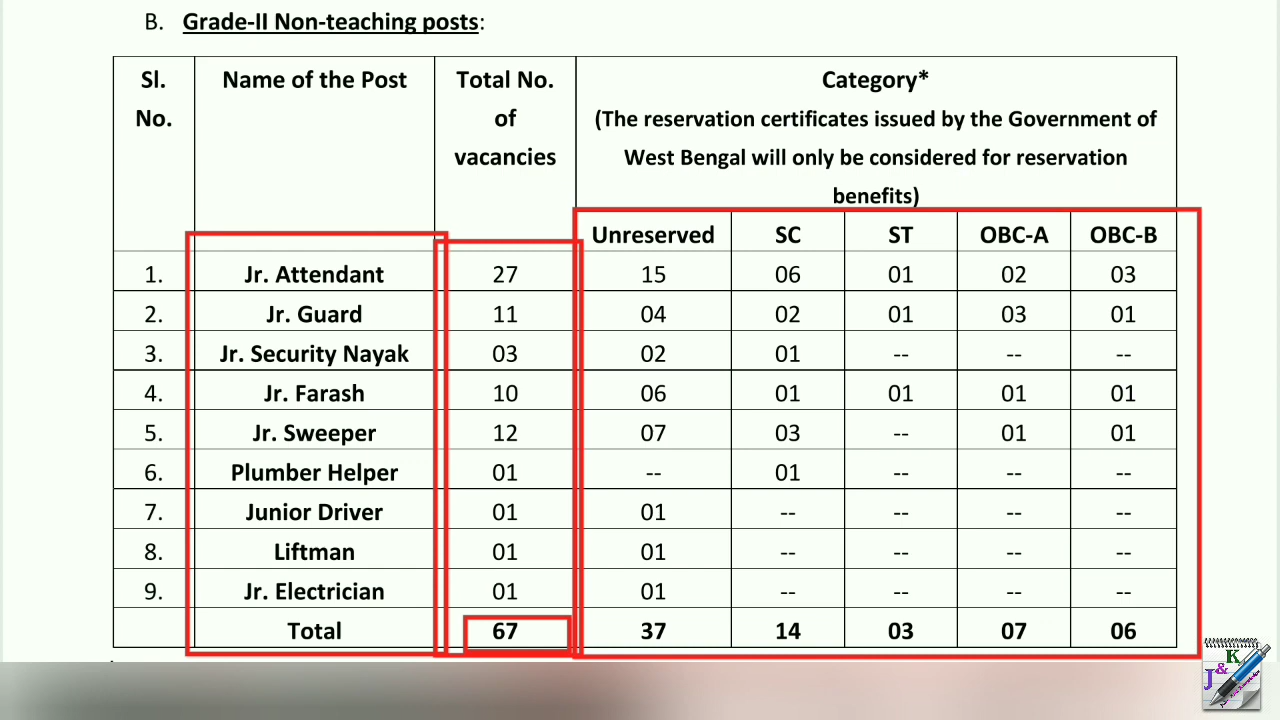 B. Grade-II Non-teaching posts:
Sl. No. Name of the Post Total No. of vacancies Category*
(The reservation certificates issued by the Government of
West Bengal will only be considered for reservation
benefits)
Unreserved SC ST OBC-A OBC-B
1. Jr. Attendant 27 15 06 01 02 03
2. Jr. Guard 11 04 02 01 03 01
3. Jr. Security Nayak 03 02 01 -- -- --
4. Jr. Farash 10 06 01 01 01 01
5. Jr. Sweeper 12 07 03 -- 01 01
6. Plumber Helper 01 -- 01 -- -- --
7. Junior Driver 01 01 -- -- -- --
8. Liftman 01 01 -- -- -- --
9. Jr. Electrician 01 01 -- -- -- --
Total 67 37 14 03 07 06
J & K